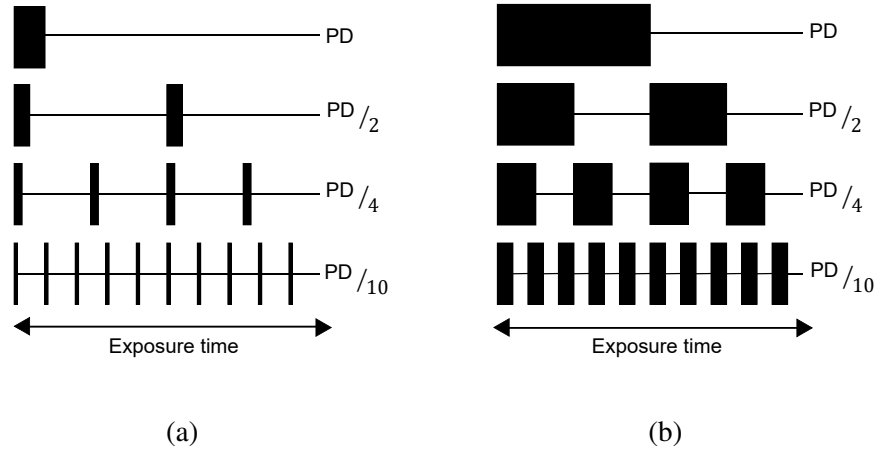 PD
PD/2
PD/4
PD/10
Exposure time
(a)
PD
PD/2
PD/4
PD/10
Exposure time
(b)